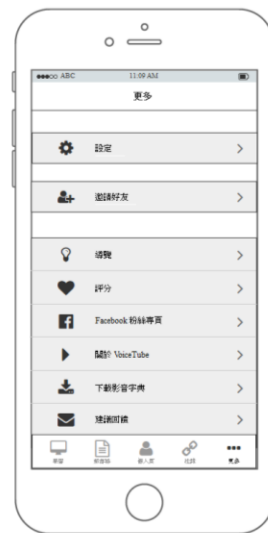 ABC 11:09 AM
更多
設定
邀請好友
導覽
評分
Facebook 粉絲專頁
關於 VoiceTube
下載影音字典
建議回饋
更多